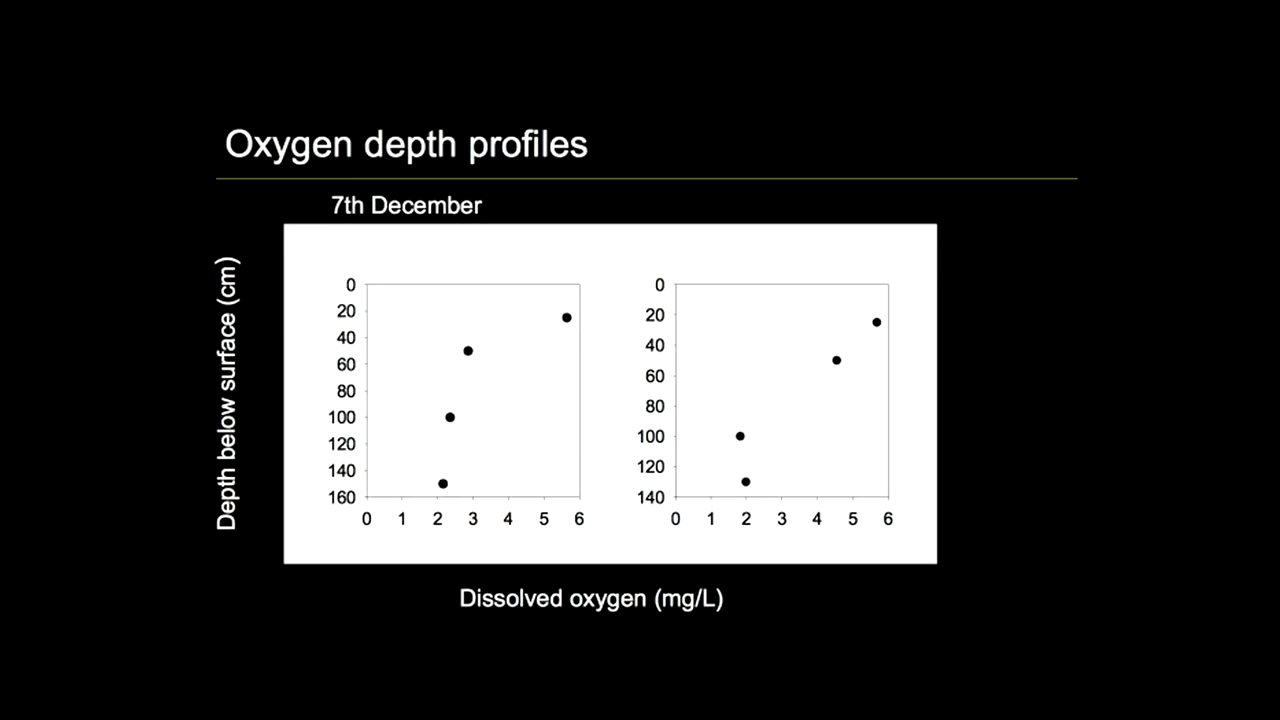 Oxygen depth profiles
7th December
Depth below surface (cm)
0
20
40
60
80
100
120
140
160
0 1 2 3 4 5 6
0
20
40
60
80
100
120
140
0 1 2 3 4 5 6
Dissolved oxygen (mg/L)